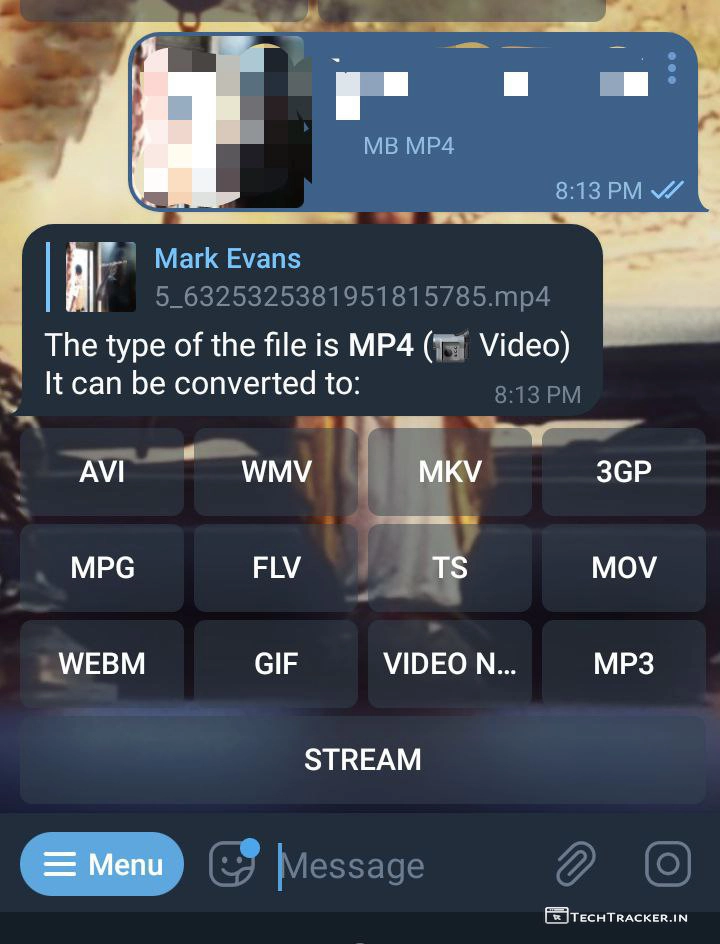 MB MP4
8:13 PM
Mark Evans
5_6325325381951815785.mp4
The type of the file is MP4 (🎥 Video)
It can be converted to:
8:13 PM
AVI WMV MKV 3GP
MPG FLV TS MOV
WEBM GIF VIDEO N... MP3
STREAM
Menu Message
TECHTRACKER.IN